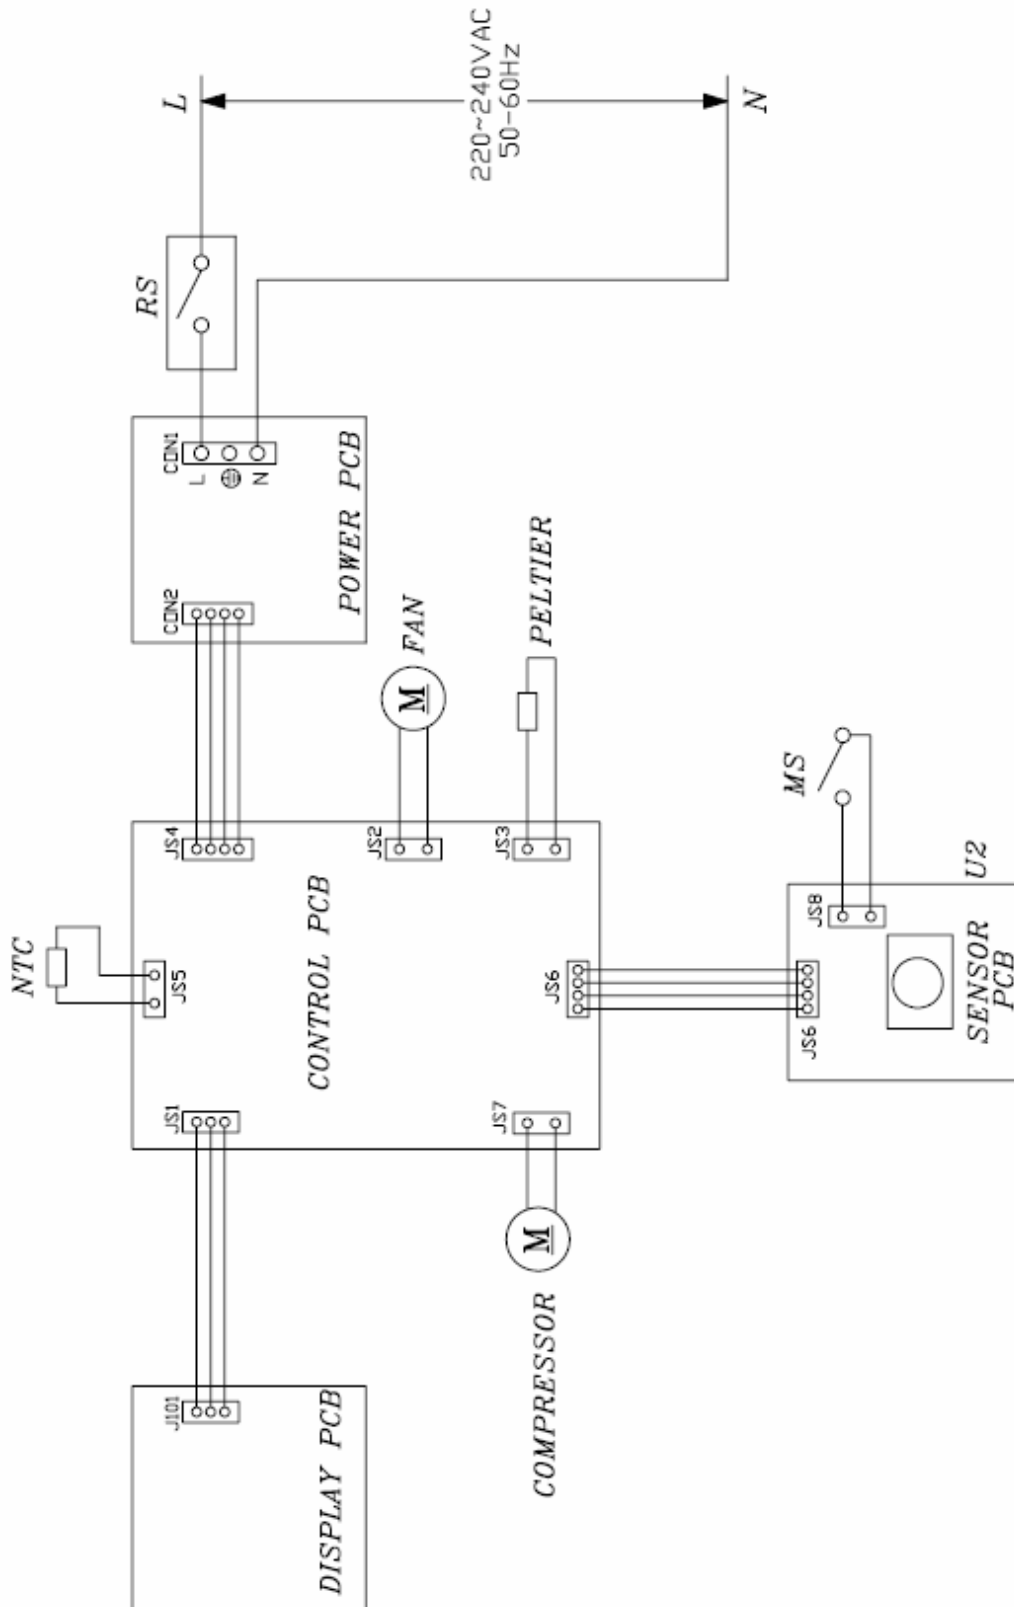 L
220~240VAC
50-60Hz
N
RS
CON1
L
N
CON2
POWER PCB
FAN
M
PELTIER
MS
NTC
JS4
JS2
JS3
JS5
CONTROL PCB
JS6
JS1
JS7
JS8
U2
JS6
SENSOR
PCB
M
COMPRESSOR
J101
DISPLAY PCB